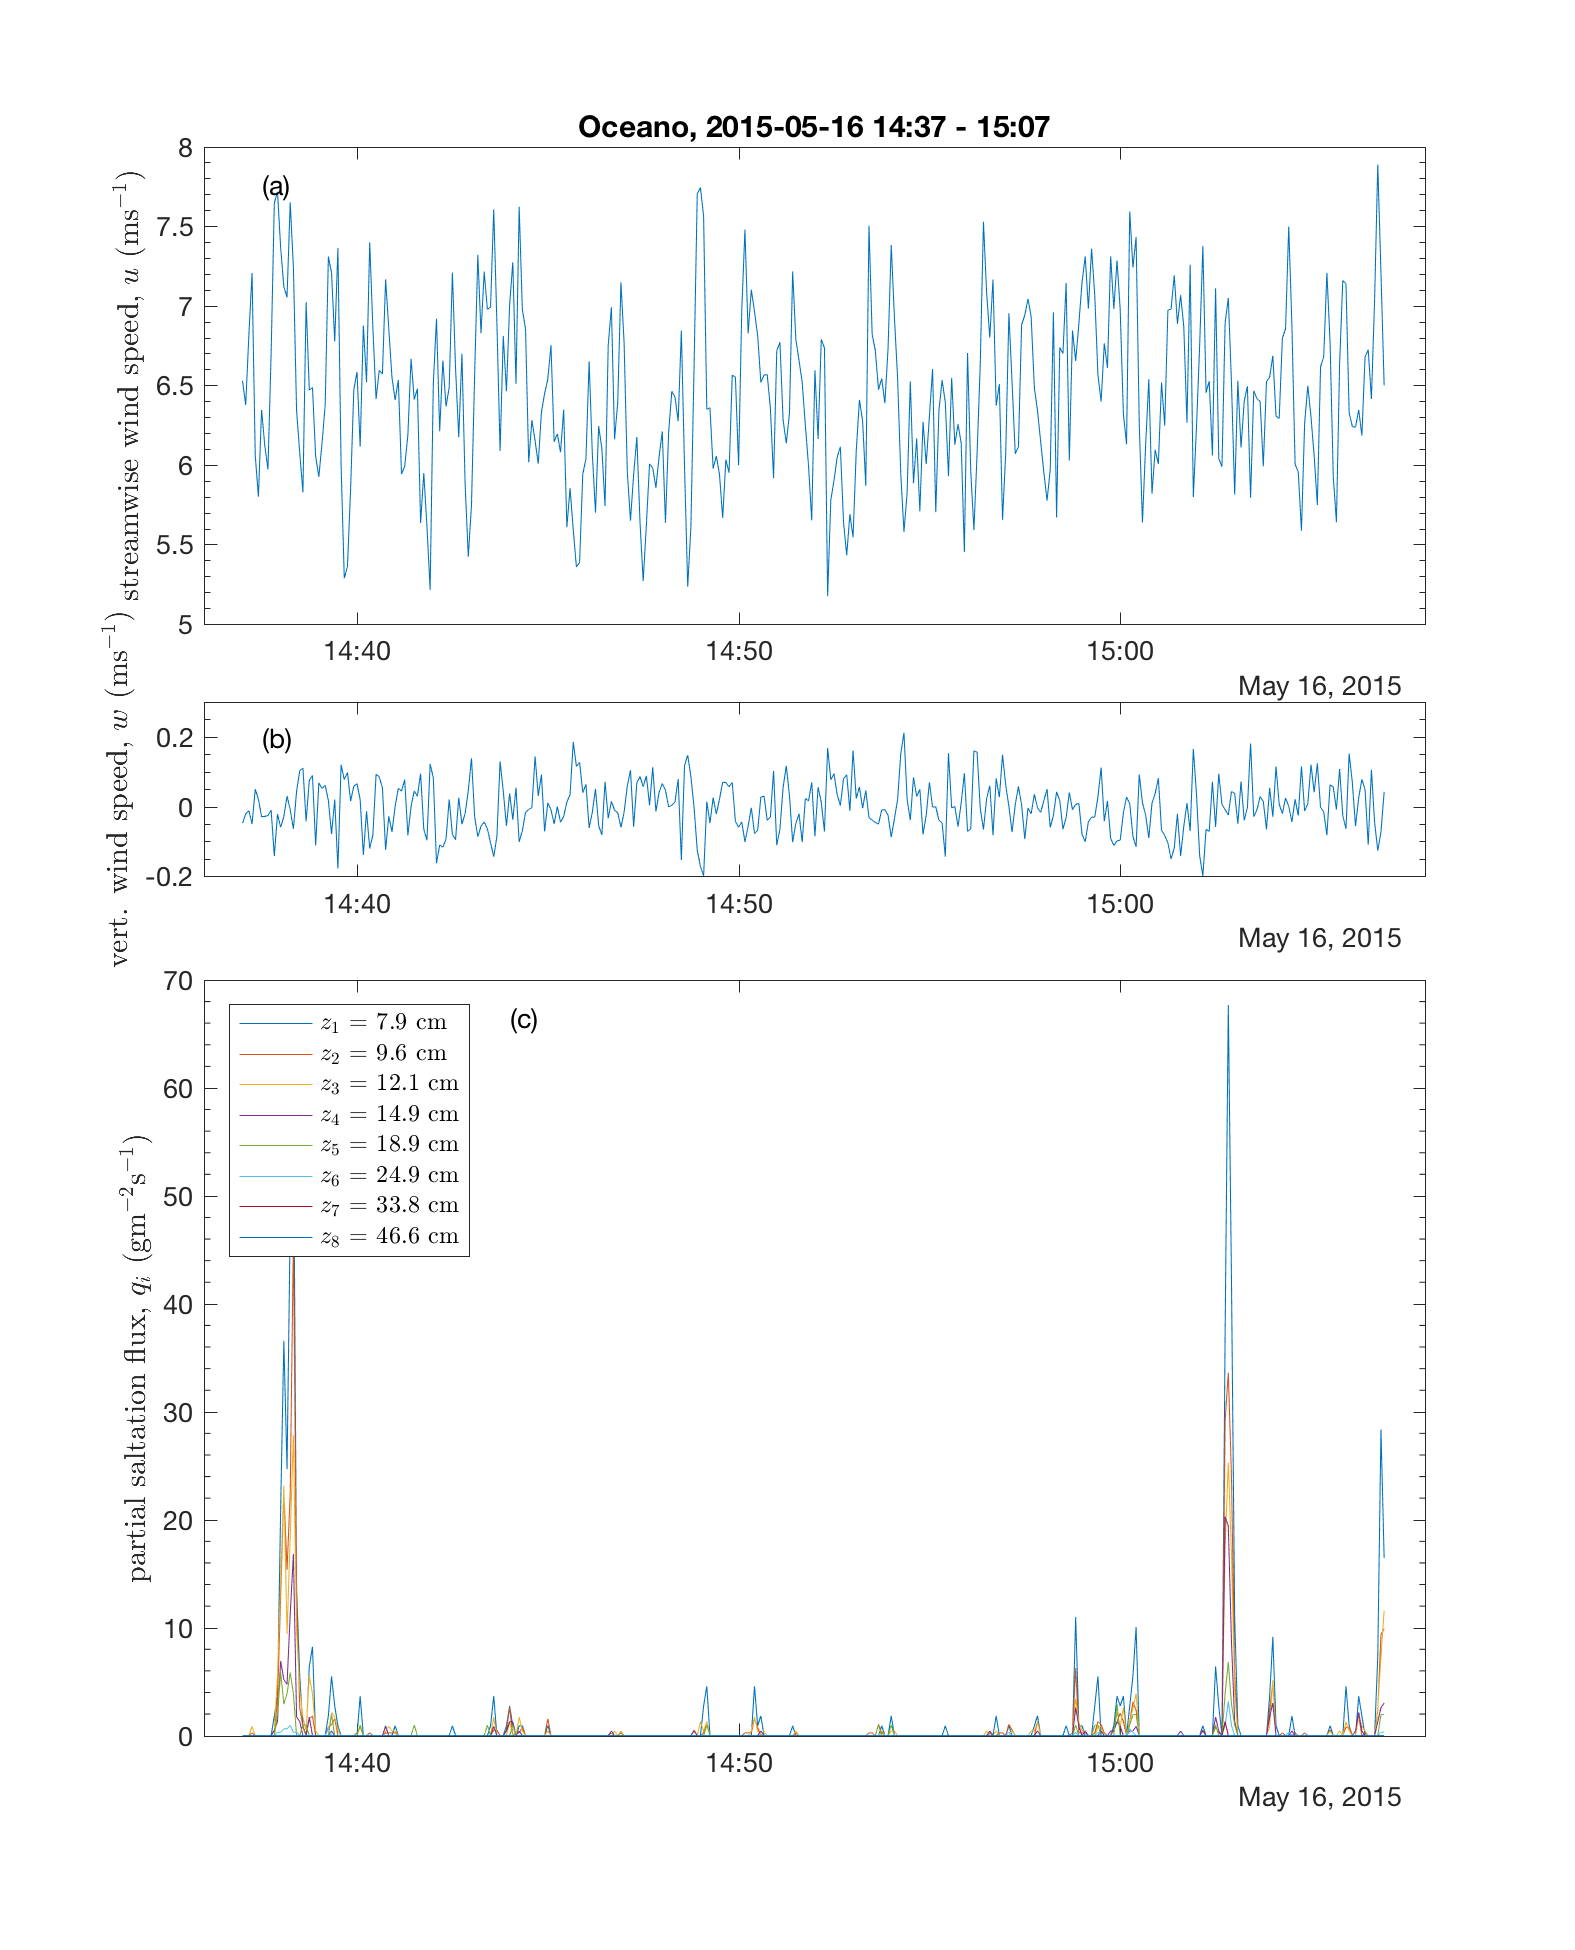 Oceano, 2015-05-16 14:37 - 15:07
(a)
streamwise wind speed, u (ms⁻¹)
8
7.5
7
6.5
6
5.5
5
14:40 14:50 15:00
May 16, 2015
(b)
vert. wind speed, w (ms⁻¹)
0.2
0
-0.2
14:40 14:50 15:00
May 16, 2015
(c)
partial saltation flux, qᵢ (gm⁻²s⁻¹)
70
60
50
40
30
20
10
0
z₁ = 7.9 cm
z₂ = 9.6 cm
z₃ = 12.1 cm
z₄ = 14.9 cm
z₅ = 18.9 cm
z₆ = 24.9 cm
z₇ = 33.8 cm
z₈ = 46.6 cm
14:40 14:50 15:00
May 16, 2015